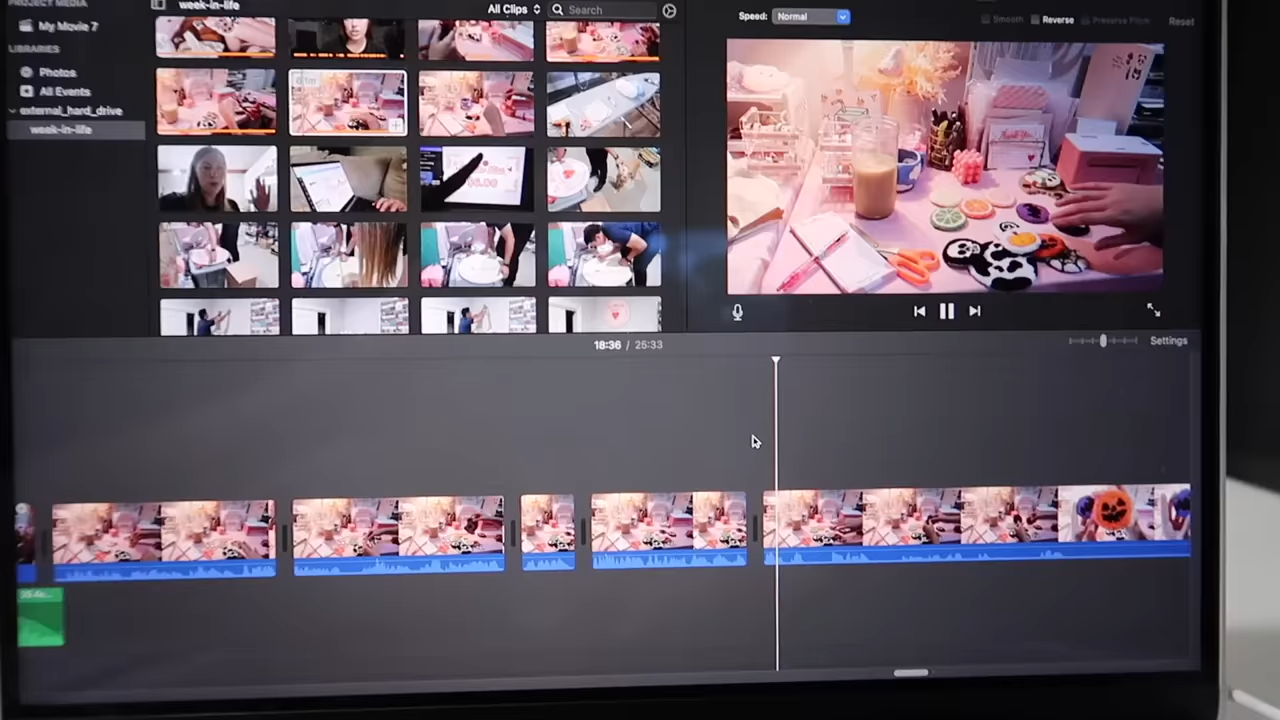 PROJECT MEDIA
My Movie 7
LIBRARIES
Photos
All Events
external_hard_drive
week-in-life
week-in-life
All Clips
Search
Speed:
Normal
Smooth
Reverse
Preserve Pitch
Reset
18:36 / 25:33
Settings